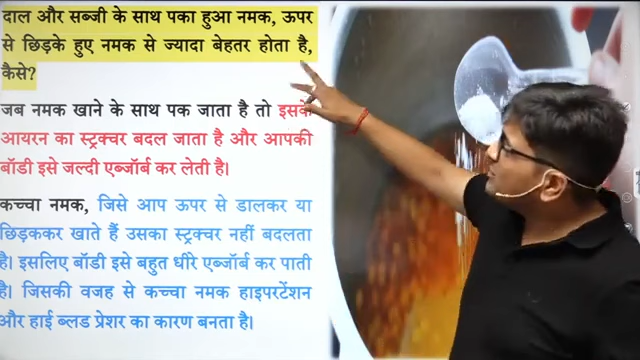 दाल और सब्जी के साथ पका हुआ नमक, ऊपर
से छिड़के हुए नमक से ज्यादा बेहतर होता है,
कैसे?
जब नमक खाने के साथ पक जाता है तो इसके
आयरन का स्ट्रक्चर बदल जाता है और आपकी
बॉडी इसे जल्दी एब्जॉर्ब कर लेती है।
कच्चा नमक, जिसे आप ऊपर से डालकर या
छिड़ककर खाते हैं उसका स्ट्रक्चर नहीं बदलता
है। इसलिए बॉडी इसे बहुत धीरे एब्जॉर्ब कर पाती
है। जिसकी वजह से कच्चा नमक हाइपरटेंशन
और हाई ब्लड प्रेशर का कारण बनता है।